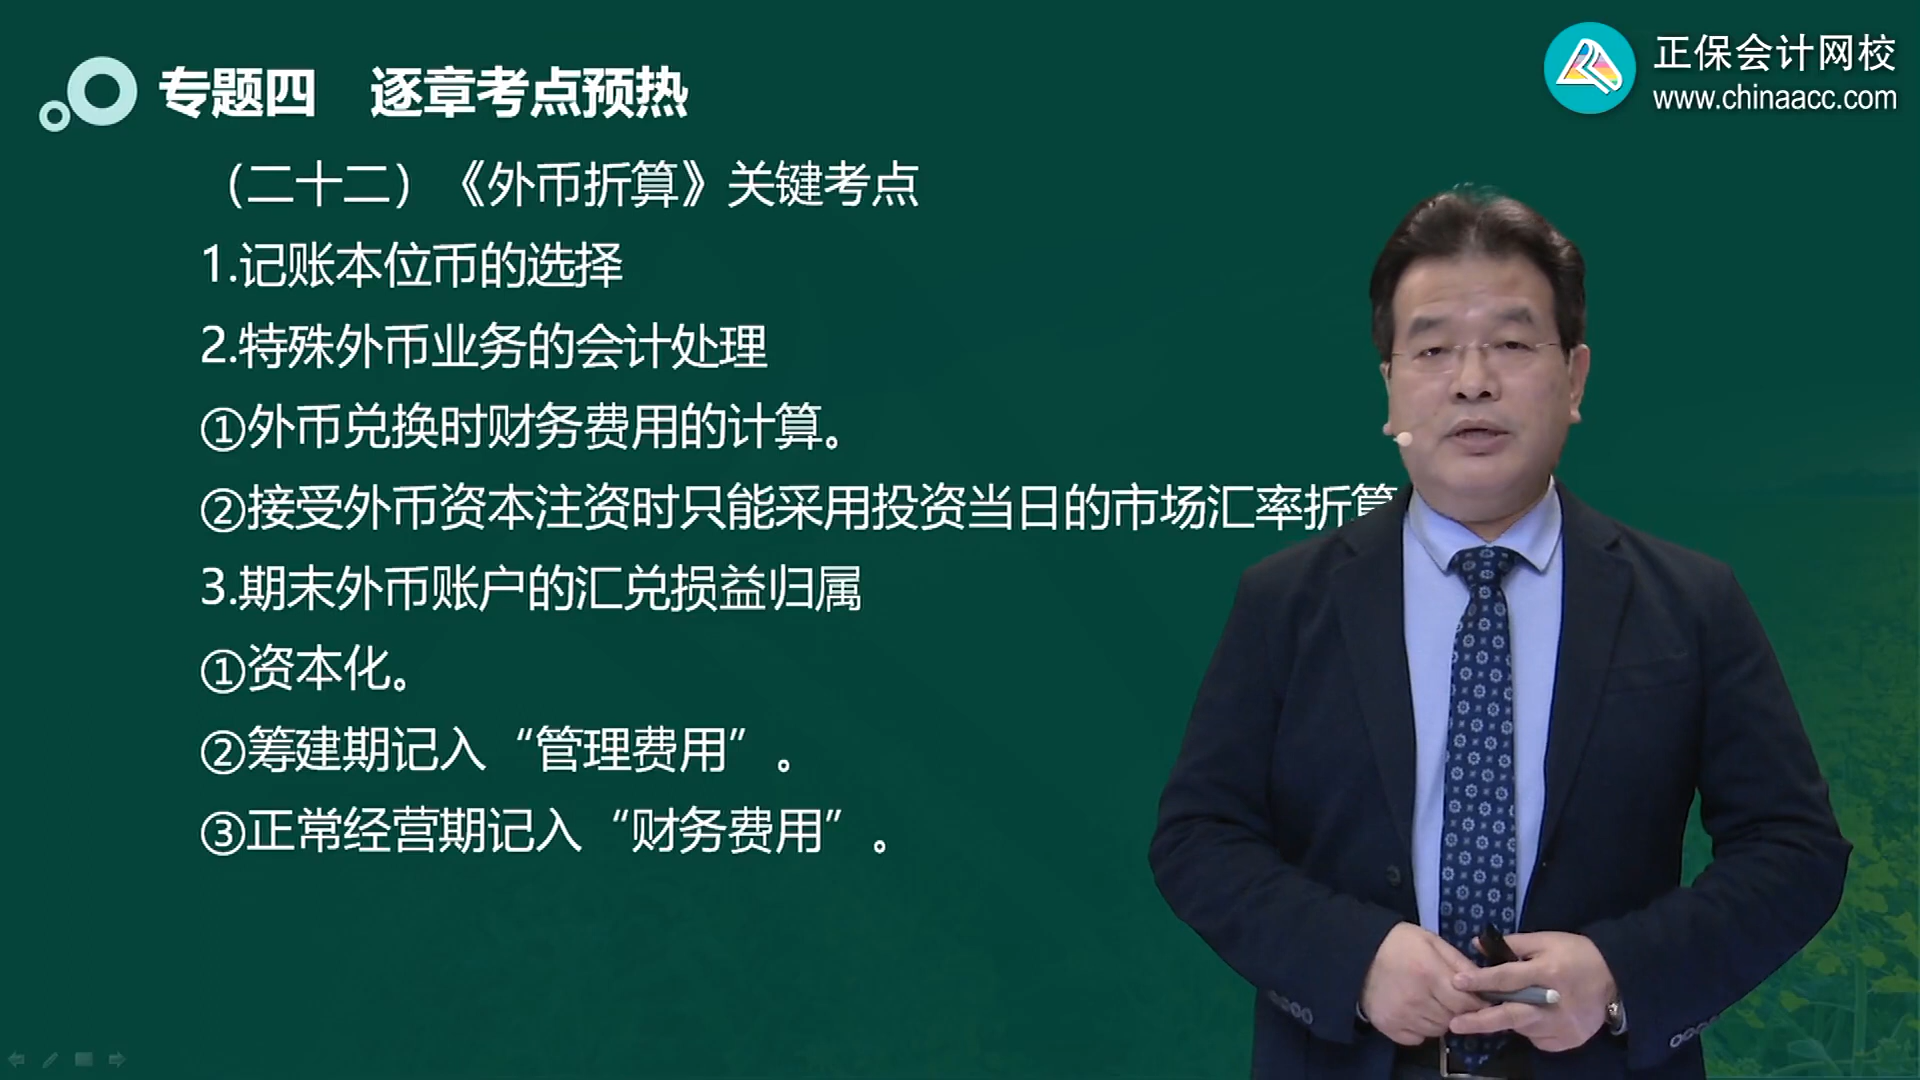 正保会计网校
www.chinaacc.com
专题四 逐章考点预热
（二十二）《外币折算》关键考点
1.记账本位币的选择
2.特殊外币业务的会计处理
①外币兑换时财务费用的计算。
②接受外币资本注资时只能采用投资当日的市场汇率折算
3.期末外币账户的汇兑损益归属
①资本化。
②筹建期记入“管理费用”。
③正常经营期记入“财务费用”。